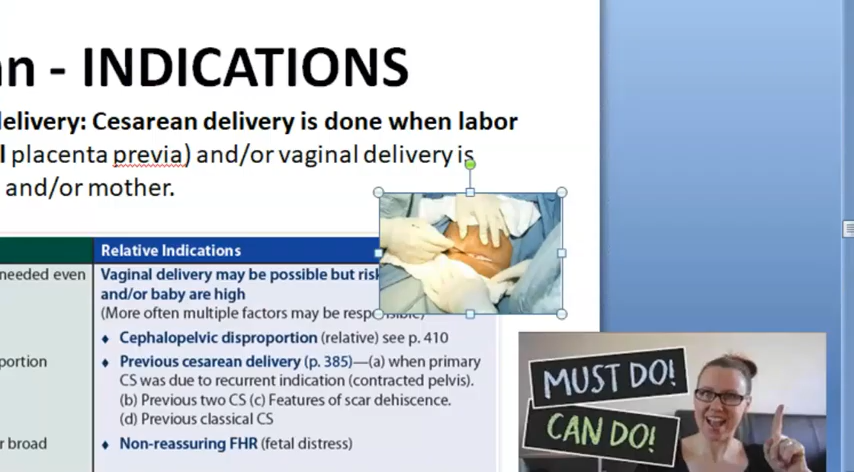 n - INDICATIONS
delivery: Cesarean delivery is done when labor
l placenta previa) and/or vaginal delivery is
and/or mother.
Relative Indications
needed even
Vaginal delivery may be possible but risk
and/or baby are high
(More often multiple factors may be responsible)
♦ Cephalopelvic disproportion (relative) see p. 410
portion
♦ Previous cesarean delivery (p. 385)—(a) when primary
CS was due to recurrent indication (contracted pelvis).
(b) Previous two CS (c) Features of scar dehiscence.
(d) Previous classical CS
r broad
♦ Non-reassuring FHR (fetal distress)
MUST DO!
CAN DO!